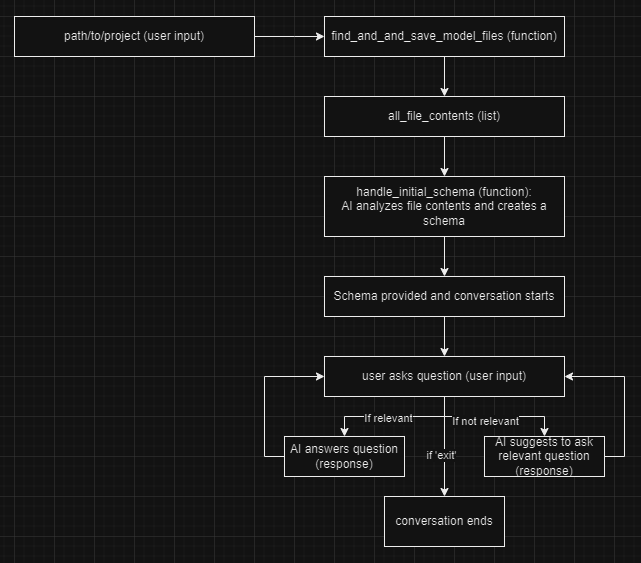 path/to/project (user input)
find_and_and_save_model_files (function)
all_file_contents (list)
handle_initial_schema (function):
AI analyzes file contents and creates a
schema
Schema provided and conversation starts
user asks question (user input)
If relevant
If not relevant
AI answers question
(response)
if 'exit'
AI suggests to ask
relevant question
(response)
conversation ends